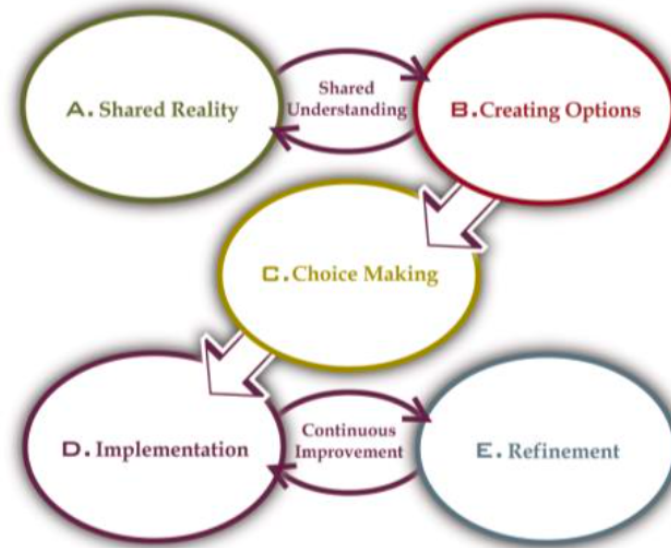 A. Shared Reality
Shared
Understanding
B. Creating Options
C. Choice Making
D. Implementation
Continuous
Improvement
E. Refinement